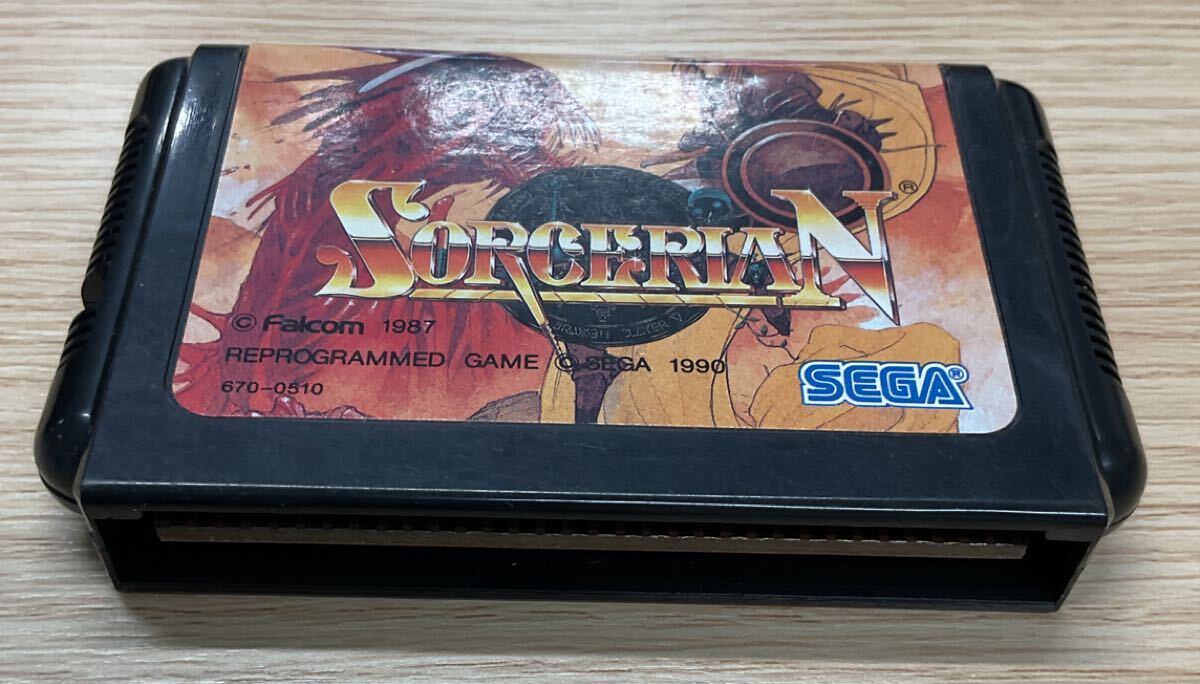 SORCERIAN®
© Falcom 1987
REPROGRAMMED GAME © SEGA 1990
670-0510
SEGA®